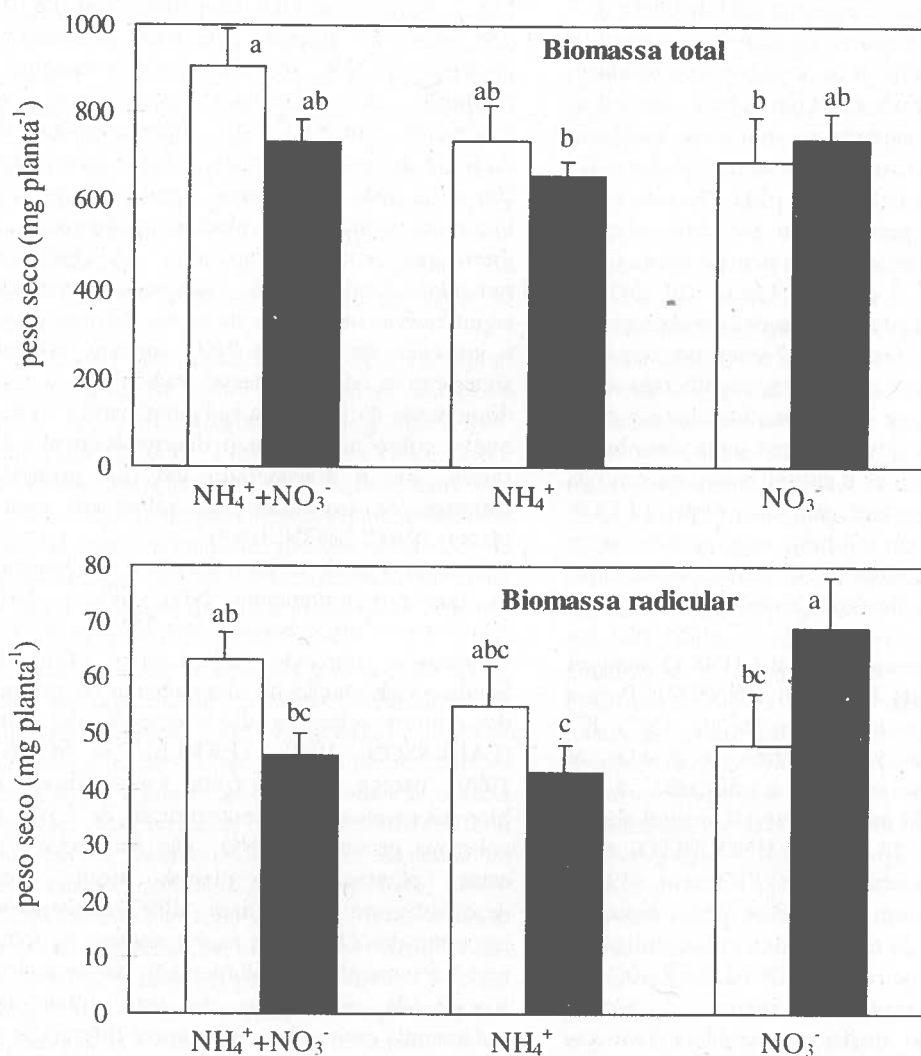 Biomassa total
peso seco (mg planta⁻¹)
1000
800
600
400
200
0
a
ab
ab
b
b
ab
NH₄⁺+NO₃⁻
NH₄⁺
NO₃⁻
Biomassa radicular
peso seco (mg planta⁻¹)
80
70
60
50
40
30
20
10
0
ab
bc
abc
c
bc
a
NH₄⁺+NO₃⁻
NH₄⁺
NO₃⁻